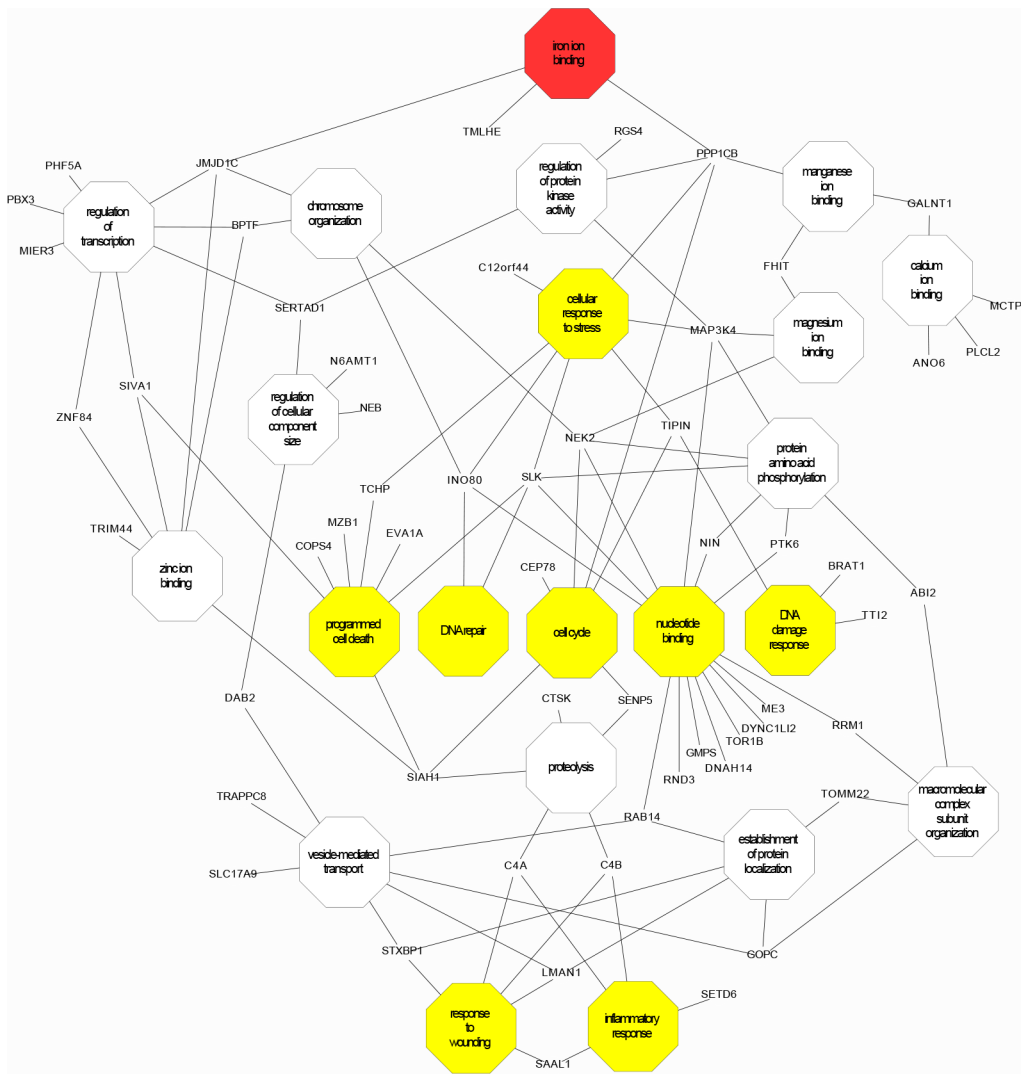 iron ion
binding
TMLHE
RGS4
PHF5A
JMJD1C
PPP1CB
regulation
of protein
kinase
activity
manganese
ion
binding
PBX3
regulation
of
transcription
chromosome
organization
GALNT1
BPTF
MIER3
C12orf44
FHIT
calcium
ion
binding
cellular
response
to stress
SERTAD1
MCTP
MAP3K4
magnesium
ion
binding
PLCL2
ANO6
N6AMT1
SIVA1
regulation
of cellular
component
size
NEB
ZNF84
TIPIN
NEK2
protein
amino acid
phosphorylation
TCHP
INO80
SLK
MZB1
EVA1A
TRIM44
COPS4
NIN
PTK6
zinc ion
binding
CEP78
BRAT1
ABI2
programmed
cell death
DNA repair
cell cycle
nucleotide
binding
DNA
damage
response
TTI2
DAB2
CTSK
SENP5
ME3
DYNC1LI2
RRM1
TOR1B
GMPS
DNAH14
RND3
proteolysis
SIAH1
TRAPPC8
TOMM22
macromolecular
complex
subunit
organization
RAB14
vesicle-mediated
transport
establishment
of protein
localization
SLC17A9
C4A
C4B
STXBP1
GOPC
LMAN1
SETD6
response
to
wounding
inflammatory
response
SAAL1